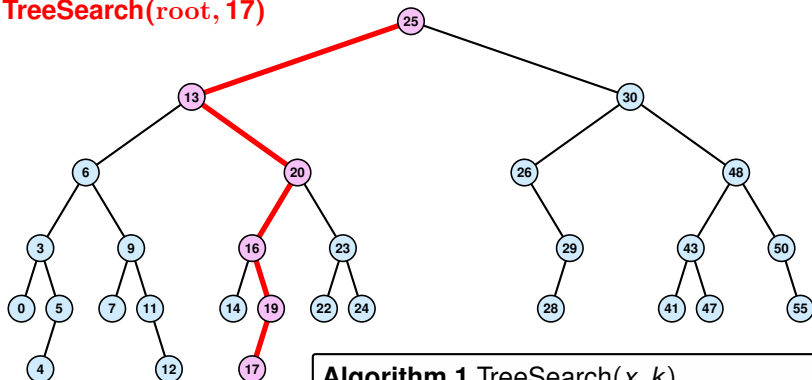 TreeSearch(root, 17)
25
13 30
6 20 26 48
3 9 16 23 29 43 50
0 5 7 11 14 19 22 24 28 41 47 55
4 12 17
Algorithm 1 TreeSearch(x, k)